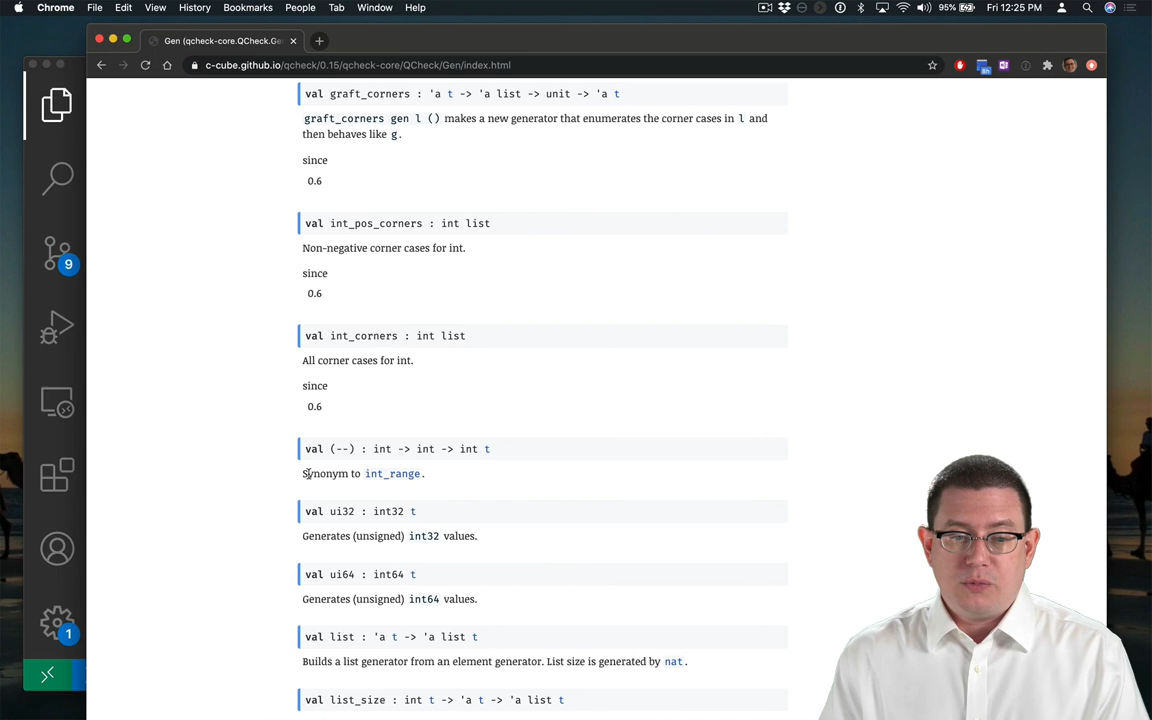 Chrome File Edit View History Bookmarks People Tab Window Help
95% Fri 12:25 PM
Gen (qcheck-core.QCheck.Ge
c-cube.github.io/qcheck/0.15/qcheck-core/QCheck/Gen/index.html
val graft_corners : 'a t -> 'a list -> unit -> 'a t
graft_corners gen l () makes a new generator that enumerates the corner cases in l and
then behaves like g.
since
0.6
val int_pos_corners : int list
Non-negative corner cases for int.
since
0.6
val int_corners : int list
All corner cases for int.
since
0.6
val (--) : int -> int -> int t
Synonym to int_range.
val ui32 : int32 t
Generates (unsigned) int32 values.
val ui64 : int64 t
Generates (unsigned) int64 values.
val list : 'a t -> 'a list t
Builds a list generator from an element generator. List size is generated by nat.
val list_size : int t -> 'a t -> 'a list t
9
1